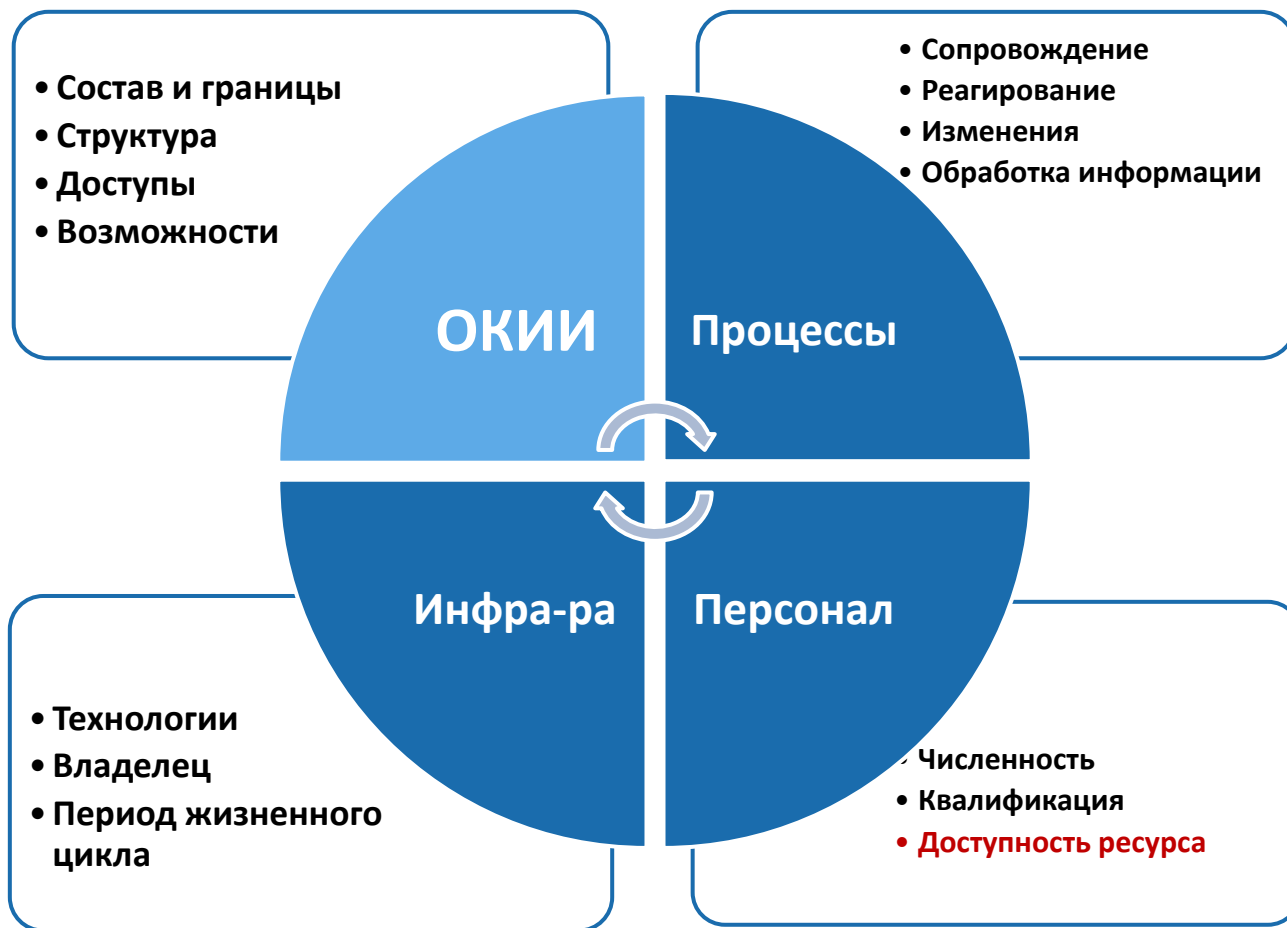 • Состав и границы
• Структура
• Доступы
• Возможности
• Сопровождение
• Реагирование
• Изменения
• Обработка информации
ОКИИ
Процессы
Инфра-ра
Персонал
• Технологии
• Владелец
• Период жизненного
цикла
• Численность
• Квалификация
• Доступность ресурса